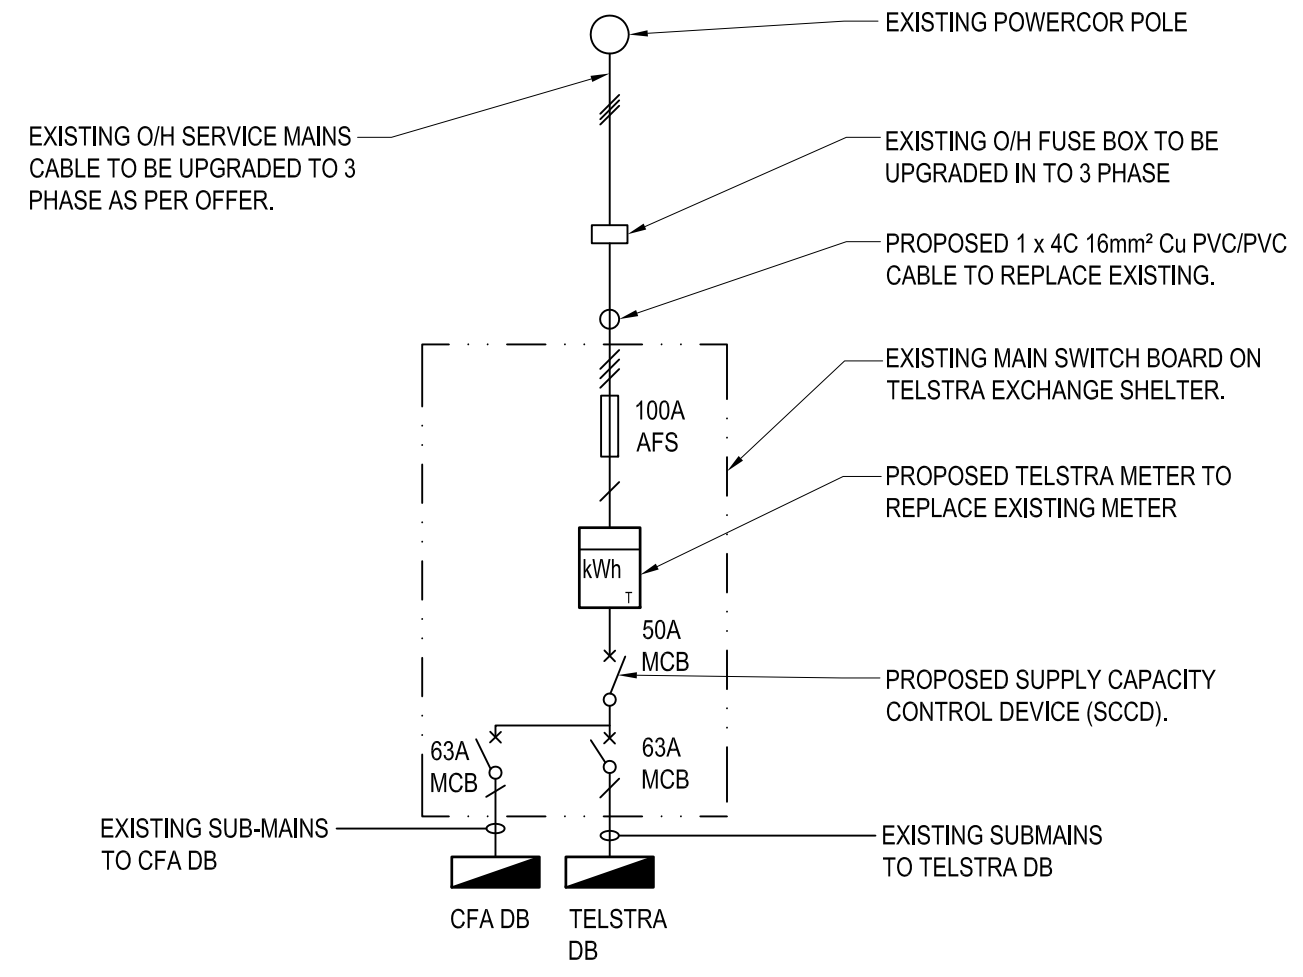 EXISTING POWERCOR POLE
EXISTING O/H SERVICE MAINS
CABLE TO BE UPGRADED TO 3
PHASE AS PER OFFER.
EXISTING O/H FUSE BOX TO BE
UPGRADED IN TO 3 PHASE
PROPOSED 1 x 4C 16mm² Cu PVC/PVC
CABLE TO REPLACE EXISTING.
EXISTING MAIN SWITCH BOARD ON
TELSTRA EXCHANGE SHELTER.
100A
AFS
PROPOSED TELSTRA METER TO
REPLACE EXISTING METER
kWh
T
50A
MCB
PROPOSED SUPPLY CAPACITY
CONTROL DEVICE (SCCD).
63A
MCB
63A
MCB
EXISTING SUB-MAINS
TO CFA DB
EXISTING SUBMAINS
TO TELSTRA DB
CFA DB
TELSTRA
DB